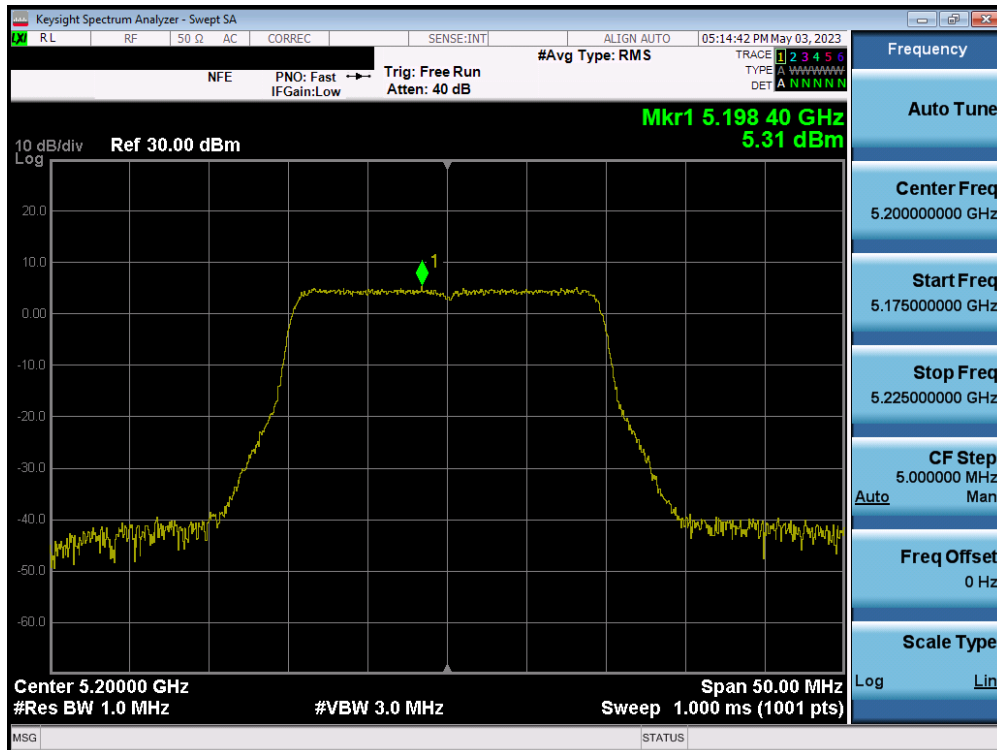 Keysight Spectrum Analyzer - Swept SA
LXI RL RF 50 Ω AC CORREC SENSE:INT ALIGN AUTO 05:14:42 PM May 03, 2023
NFE PNO: Fast Trig: Free Run #Avg Type: RMS TRACE 1 2 3 4 5 6
IFGain:Low Atten: 40 dB TYPE A WWWWW
DET A N N N N N
Mkr1 5.198 40 GHz
5.31 dBm
10 dB/div Ref 30.00 dBm
Log
20.0
10.0
0.00
-10.0
-20.0
-30.0
-40.0
-50.0
-60.0
1
Center 5.20000 GHz Span 50.00 MHz
#Res BW 1.0 MHz #VBW 3.0 MHz Sweep 1.000 ms (1001 pts)
MSG STATUS
Frequency
Auto Tune
Center Freq
5.200000000 GHz
Start Freq
5.175000000 GHz
Stop Freq
5.225000000 GHz
CF Step
5.000000 MHz
Auto Man
Freq Offset
0 Hz
Scale Type
Log Lin